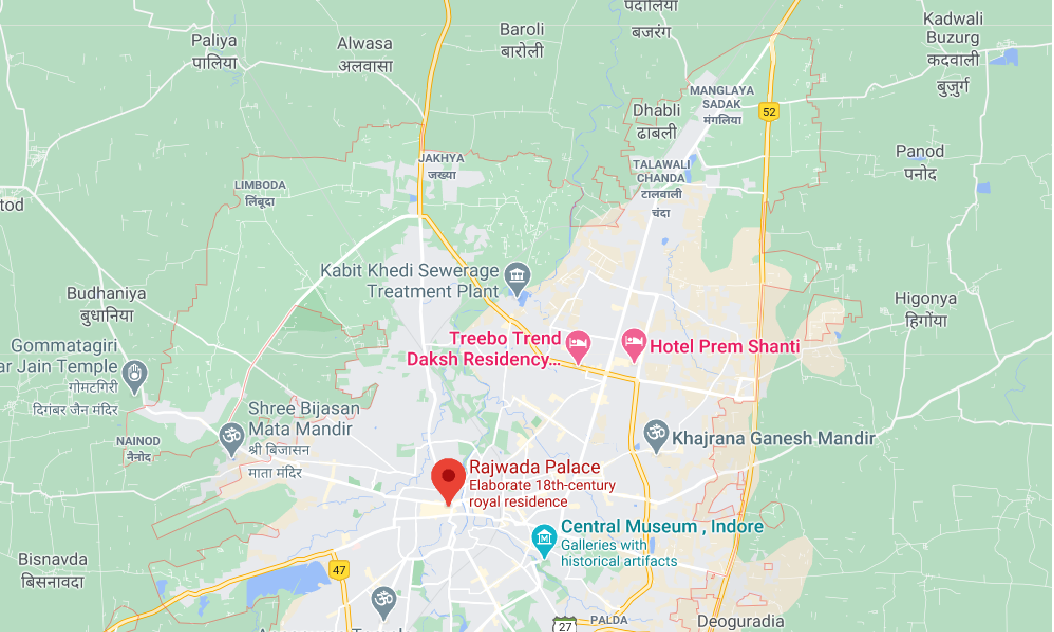 पदालिया
बजरंग
Kadwali
Buzurg
कदवाली
बुज़ुर्ग
Baroli
बारोली
Paliya
पालिया
Alwasa
अलवासा
MANGLAYA
SADAK
मंगलिया
52
Dhabli
ढाबली
Panod
पनोद
JAKHYA
जख्या
TALAWALI
CHANDA
टालवाली
चंदा
LIMBODA
लिंबूदा
tod
Kabit Khedi Sewerage
Treatment Plant
Budhaniya
बुधानिया
Higonya
हिगोंया
Treebo Trend
Daksh Residency...
Hotel Prem Shanti
Gommatagiri
ar Jain Temple
गोमटगिरी
दिगंबर जैन मंदिर
Shree Bijasan
Mata Mandir
श्री बिजासन
माता मंदिर
NAINOD
नैनोद
Khajrana Ganesh Mandir
Rajwada Palace
Elaborate 18th-century
royal residence
Central Museum , Indore
Galleries with
historical artifacts
Bisnavda
बिसनावदा
47
27
PALDA
Deoguradia